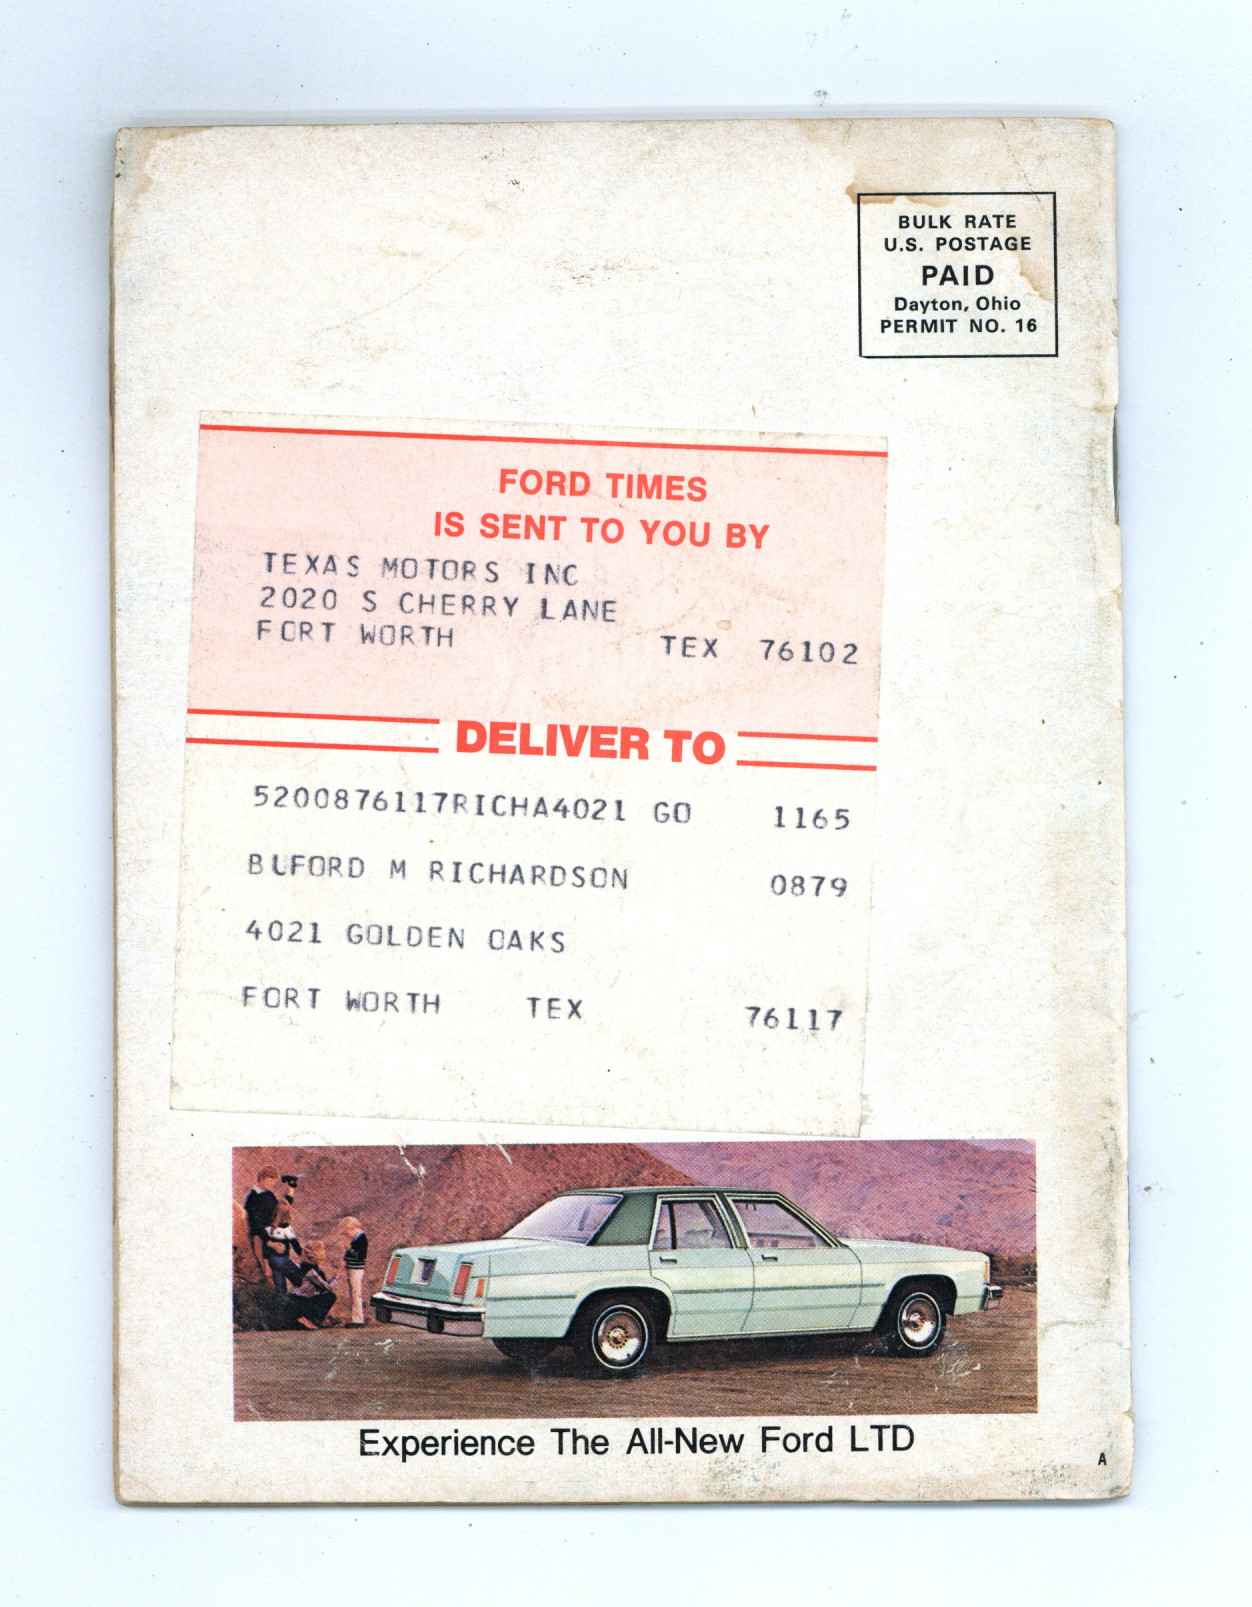 BULK RATE
U.S. POSTAGE
PAID
Dayton, Ohio
PERMIT NO. 16
FORD TIMES
IS SENT TO YOU BY
TEXAS MOTORS INC
2020 S CHERRY LANE
FORT WORTH TEX 76102
DELIVER TO
5200876117RICHA4021 GO 1165
BUFORD M RICHARDSON 0879
4021 GOLDEN OAKS
FORT WORTH TEX 76117
Experience The All-New Ford LTD
A